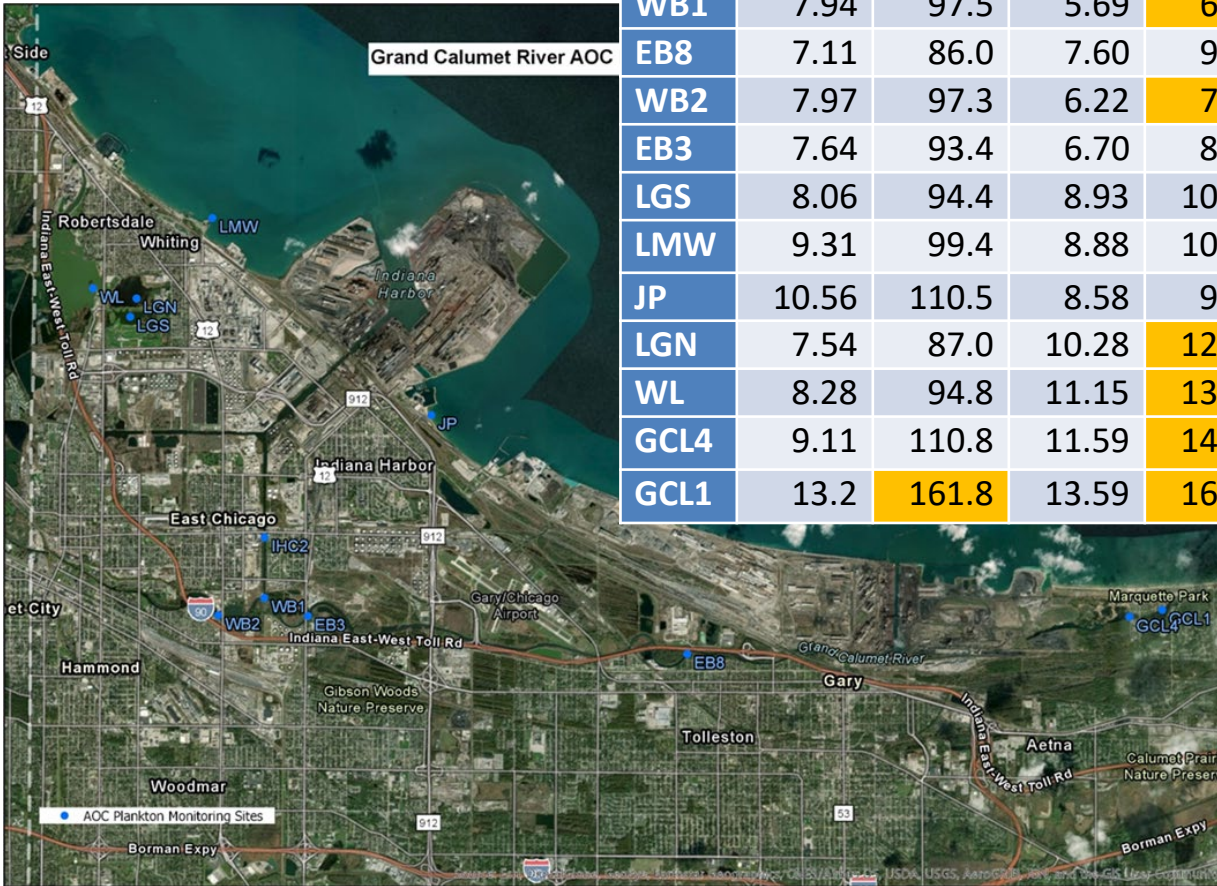 Grand Calumet River AOC
WB1 7.94 97.5 5.69 6
EB8 7.11 86.0 7.60 9
WB2 7.97 97.3 6.22 7
EB3 7.64 93.4 6.70 8
LGS 8.06 94.4 8.93 10
LMW 9.31 99.4 8.88 10
JP 10.56 110.5 8.58 9
LGN 7.54 87.0 10.28 12
WL 8.28 94.8 11.15 13
GCL4 9.11 110.8 11.59 14
GCL1 13.2 161.8 13.59 16
t Side
12
Robertsdale
Whiting
LMW
Indiana
Harbor
Indiana East-West Toll Rd
WL
LGN
LGS
12
912
JP
Indiana Harbor
12
East Chicago
912
IHC2
et City
90
WB2
WB1
EB3
Gary/Chicago
Airport
Indiana East-West Toll Rd
Marquette Park
GCL4
GCL1
Hammond
EB8
Grand Calumet River
Gary
Gibson Woods
Nature Preserve
Tolleston
Indiana East-West Toll Rd
Aetna
Calumet Prair
Nature Preser
Woodmar
AOC Plankton Monitoring Sites
912
53
Borman Expy
Borman Expy
USDA, USGS,